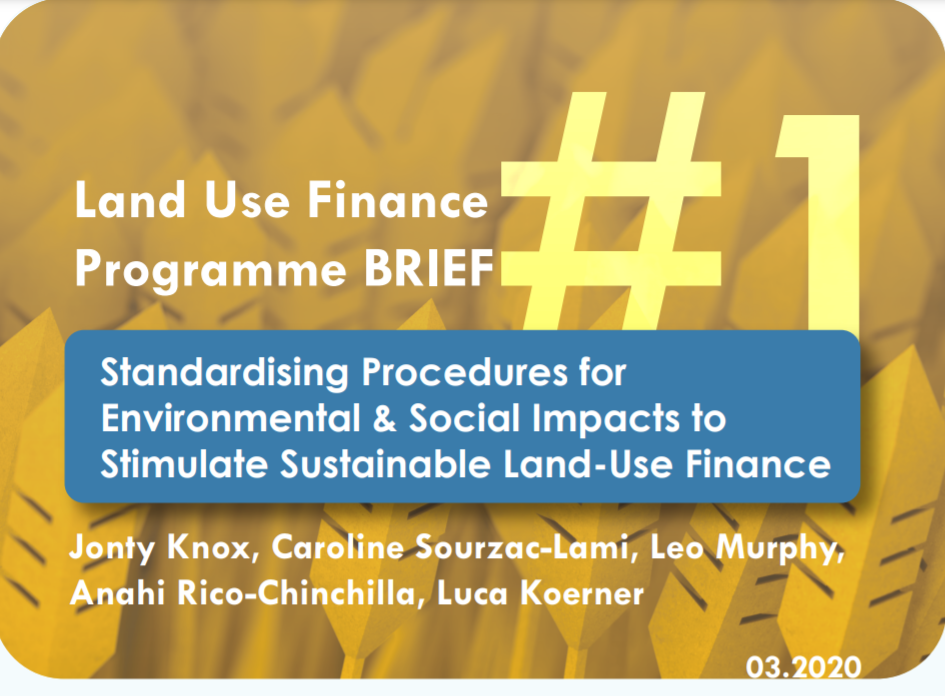 Land Use Finance
Programme BRIEF
#1
Standardising Procedures for
Environmental & Social Impacts to
Stimulate Sustainable Land-Use Finance
Jonty Knox, Caroline Sourzac-Lami, Leo Murphy,
Anahi Rico-Chinchilla, Luca Koerner
03.2020